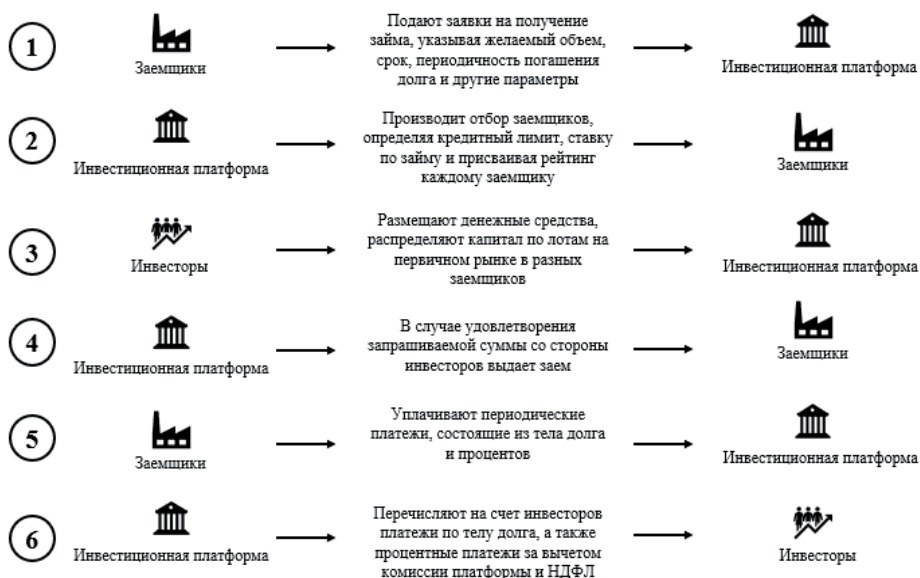 1
Заемщики
Подают заявки на получение
займа, указывая желаемый объем,
срок, периодичность погашения
долга и другие параметры
Инвестиционная платформа
2
Инвестиционная платформа
Производит отбор заемщиков,
определяя кредитный лимит, ставку
по займу и присваивая рейтинг
каждому заемщику
Заемщики
3
Инвесторы
Размещают денежные средства,
распределяют капитал по лотам на
первичном рынке в разных
заемщиков
Инвестиционная платформа
4
Инвестиционная платформа
В случае удовлетворения
запрашиваемой суммы со стороны
инвесторов выдает заем
Заемщики
5
Заемщики
Уплачивают периодические
платежи, состоящие из тела долга
и процентов
Инвестиционная платформа
6
Инвестиционная платформа
Перечисляют на счет инвесторов
платежи по телу долга, а также
процентные платежи за вычетом
комиссии платформы и НДФЛ
Инвесторы